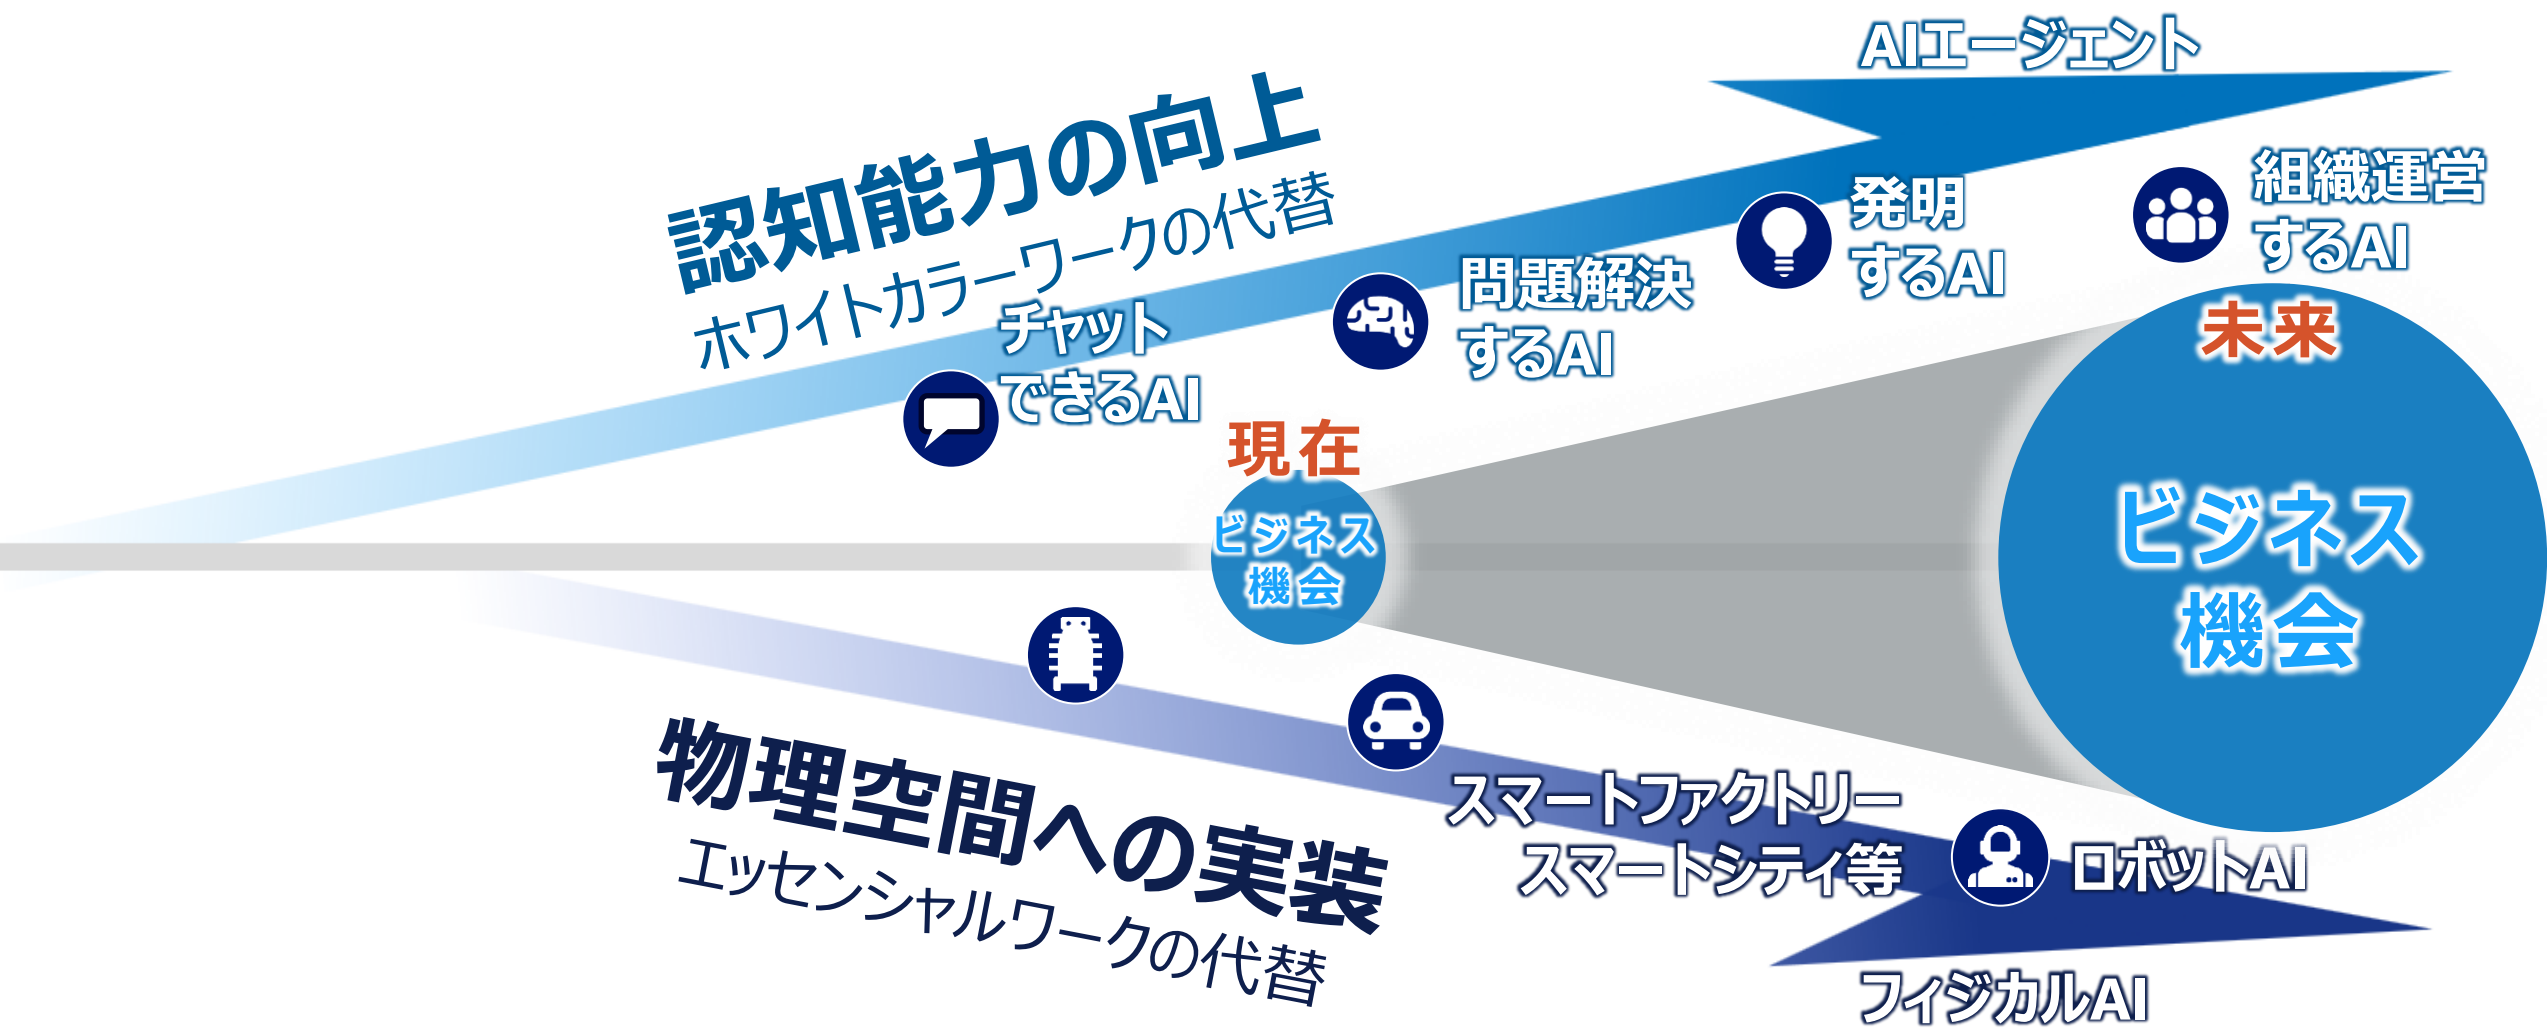 AIエージェント
認知能力の向上
ホワイトカラーワークの代替
チャット
できるAI
問題解決
するAI
発明
するAI
組織運営
するAI
現在
ビジネス
機会
未来
ビジネス
機会
物理空間への実装
エッセンシャルワークの代替
スマートファクトリー
スマートシティ等
ロボットAI
フィジカルAI